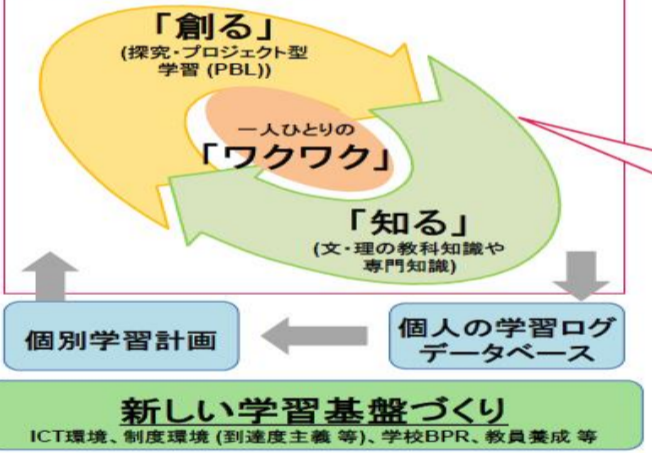 「創る」
(探究・プロジェクト型
学習 (PBL))
一人ひとりの
「ワクワク」
「知る」
(文・理の教科知識や
専門知識)
個別学習計画
個人の学習ログ
データベース
新しい学習基盤づくり
ICT環境、制度環境 (到達度主義 等)、学校BPR、教員養成 等